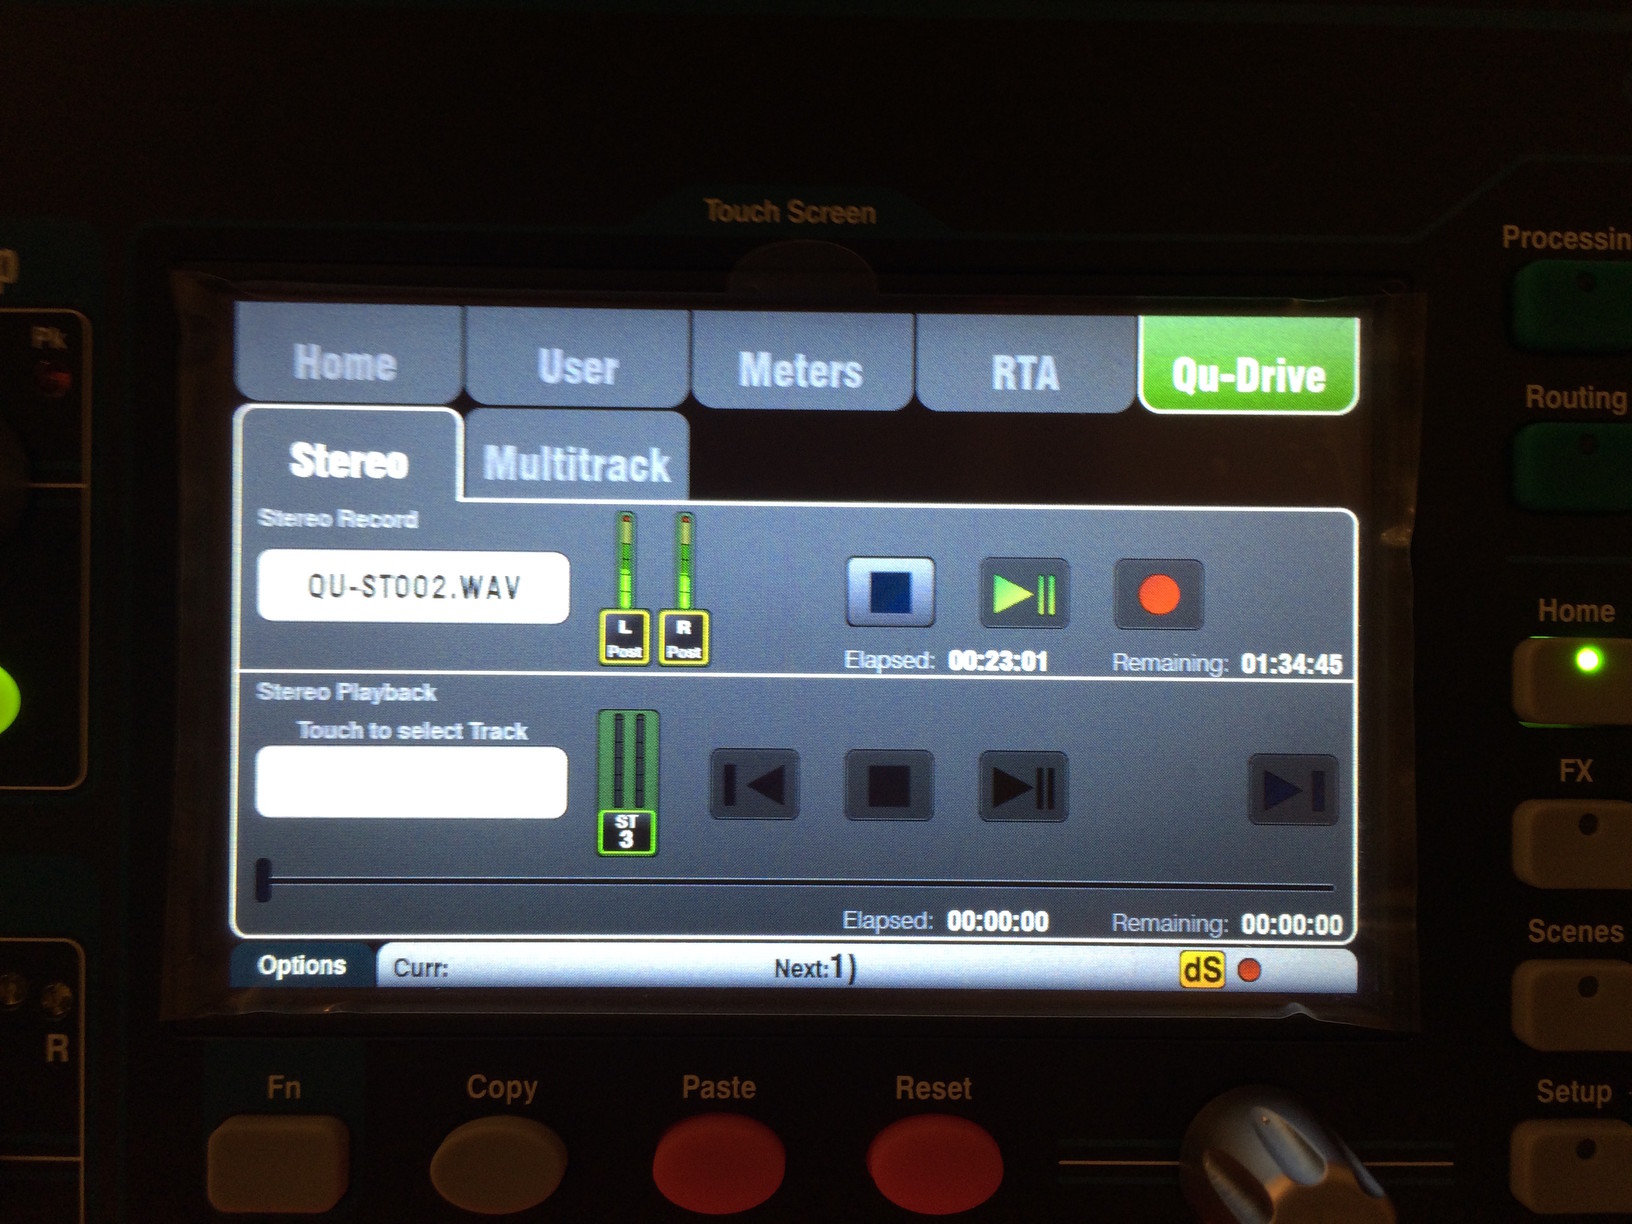 Touch Screen
Processin
p
Pk
Home User Meters RTA Qu-Drive
Routing
Stereo Multitrack
Stereo Record
QU-ST002.WAV
L Post
R Post
Elapsed: 00:23:01 Remaining: 01:34:45
Home
Stereo Playback
Touch to select Track
ST 3
FX
Elapsed: 00:00:00 Remaining: 00:00:00
Scenes
Options Curr: Next:1) dS
R
Fn Copy Paste Reset
Setup